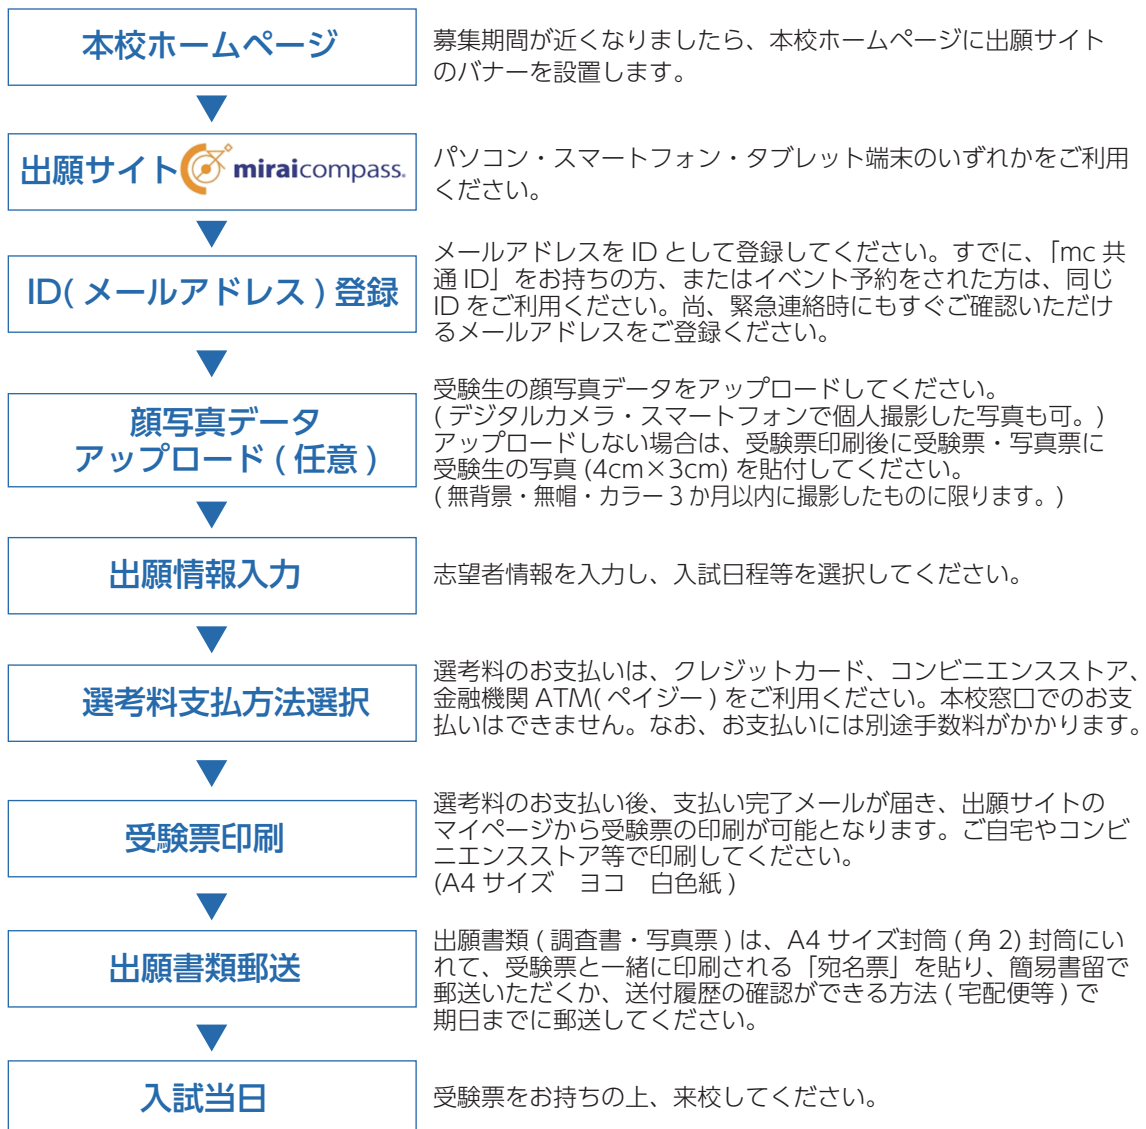 本校ホームページ
募集期間が近くなりましたら、本校ホームページに出願サイト
のバナーを設置します。
出願サイト miraicompass.
パソコン・スマートフォン・タブレット端末のいずれかをご利用
ください。
ID(メールアドレス)登録
メールアドレスを ID として登録してください。すでに、「mc 共
通 ID」をお持ちの方、またはイベント予約をされた方は、同じ
ID をご利用ください。尚、緊急連絡時にもすぐご確認いただけ
るメールアドレスをご登録ください。
顔写真データ
アップロード(任意)
受験生の顔写真データをアップロードしてください。
(デジタルカメラ・スマートフォンで個人撮影した写真も可。)
アップロードしない場合は、受験票印刷後に受験票・写真票に
受験生の写真 (4cm×3cm) を貼付してください。
(無背景・無帽・カラー 3 か月以内に撮影したものに限ります。)
出願情報入力
志望者情報を入力し、入試日程等を選択してください。
選考料支払方法選択
選考料のお支払いは、クレジットカード、コンビニエンスストア、
金融機関 ATM(ペイジー)をご利用ください。本校窓口でのお支
払いはできません。なお、お支払いには別途手数料がかかります。
受験票印刷
選考料のお支払い後、支払い完了メールが届き、出願サイトの
マイページから受験票の印刷が可能となります。ご自宅やコンビ
ニエンスストア等で印刷してください。
(A4 サイズ　ヨコ　白色紙)
出願書類郵送
出願書類(調査書・写真票)は、A4 サイズ封筒(角 2) 封筒にい
れて、受験票と一緒に印刷される「宛名票」を貼り、簡易書留で
郵送いただくか、送付履歴の確認ができる方法(宅配便等)で
期日までに郵送してください。
入試当日
受験票をお持ちの上、来校してください。